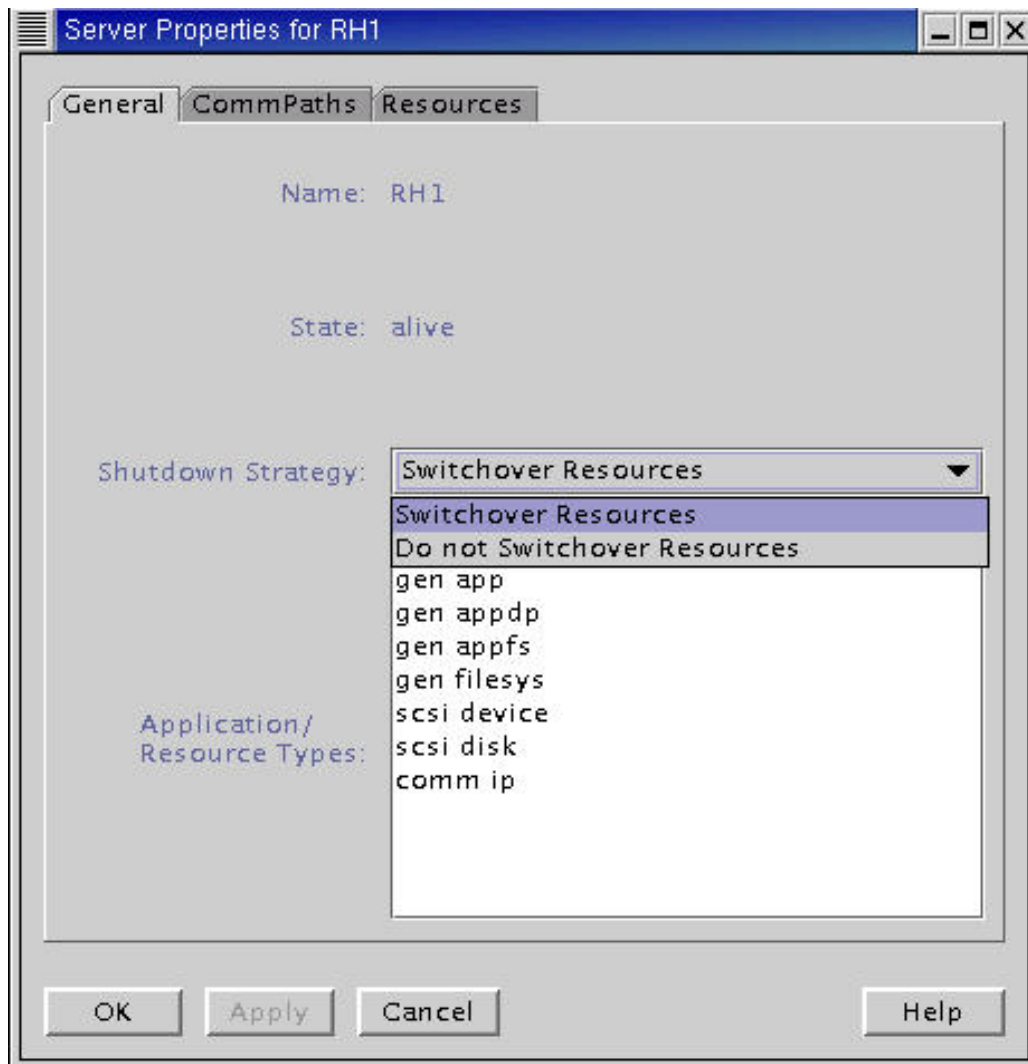 Server Properties for RH1
General CommPaths Resources
Name: RH1
State: alive
Shutdown Strategy: Switchover Resources
Switchover Resources
Do not Switchover Resources
gen app
gen appdp
gen appfs
gen filesys
scsi device
Application/
Resource Types:
scsi disk
comm ip
OK Apply Cancel Help